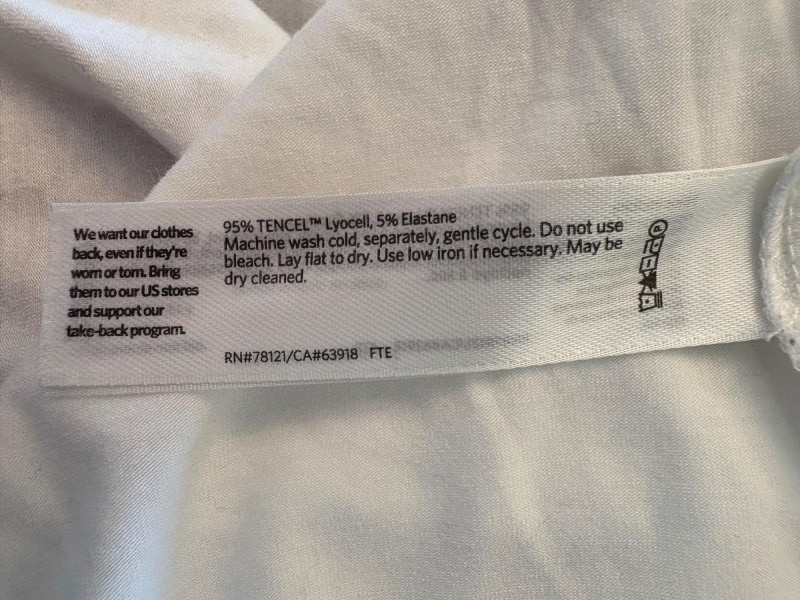 We want our clothes
back, even if they're
worn or torn. Bring
them to our US stores
and support our
take-back program.
95% TENCEL™ Lyocell, 5% Elastane
Machine wash cold, separately, gentle cycle. Do not use
bleach. Lay flat to dry. Use low iron if necessary. May be
dry cleaned.
RN#78121/CA#63918 FTE